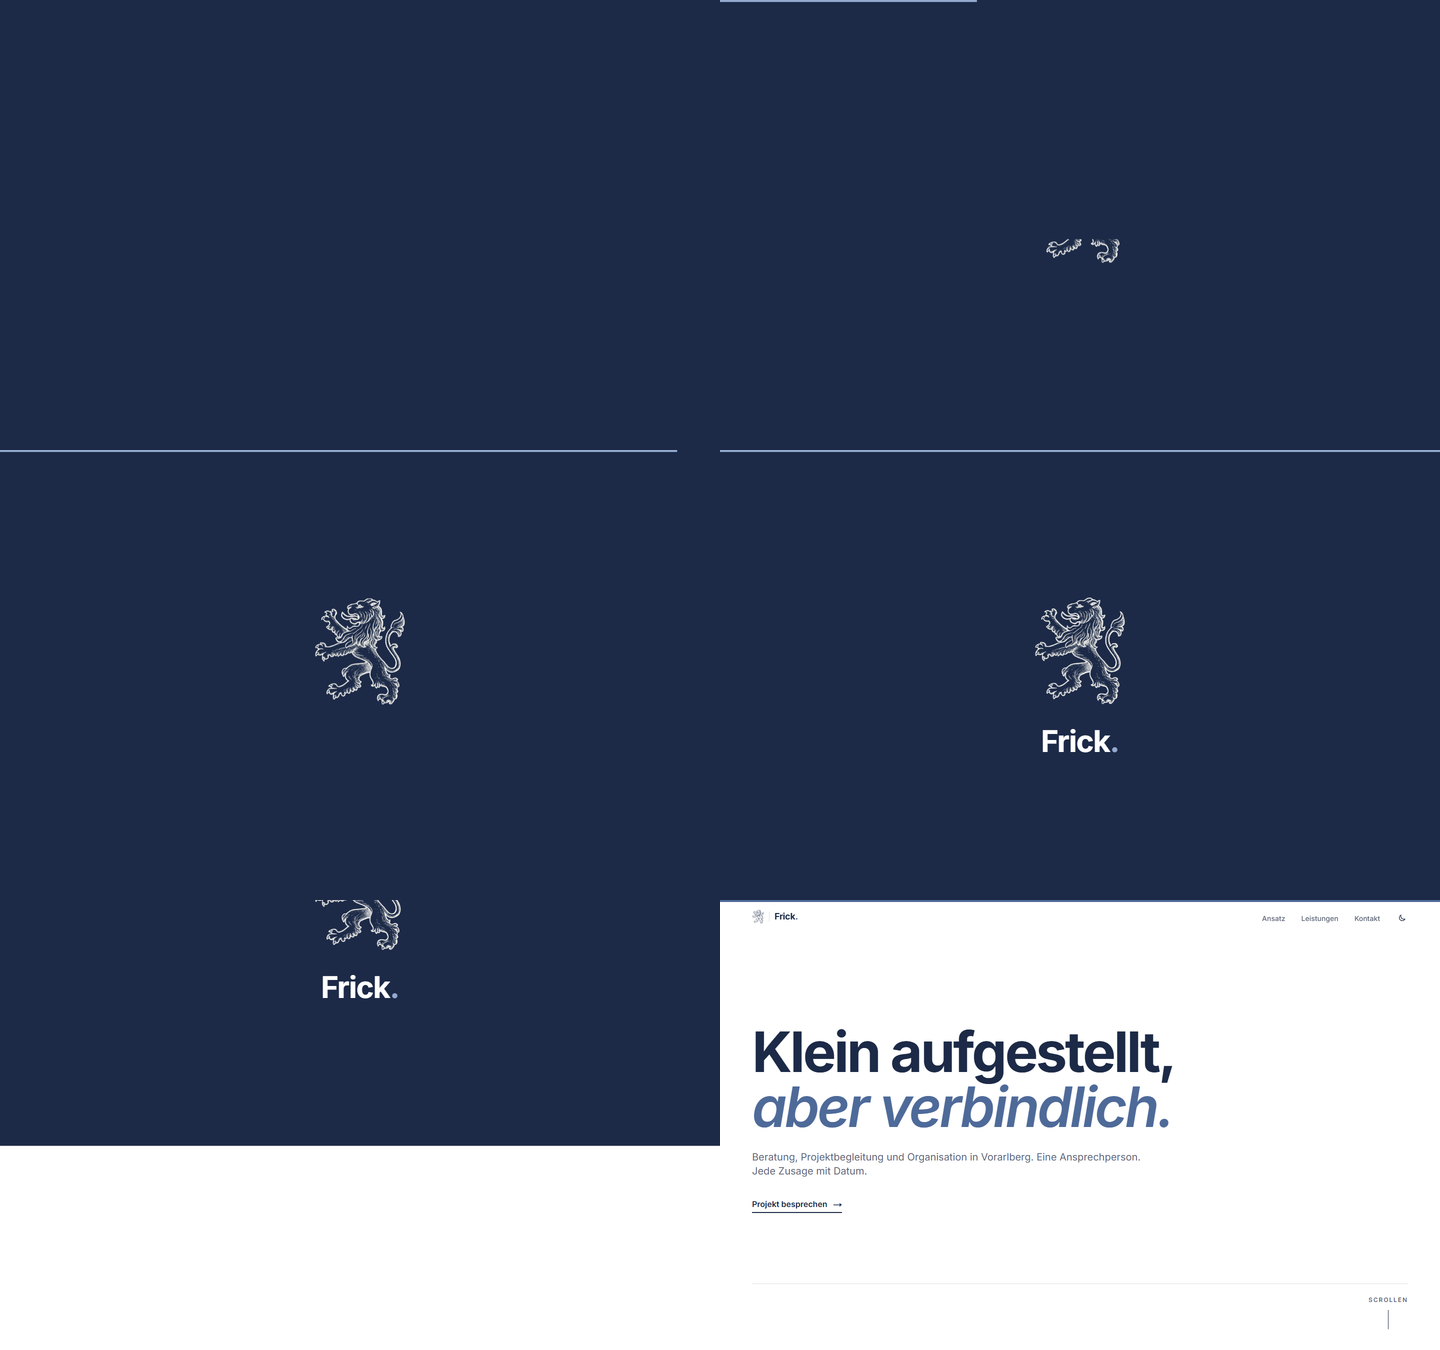 Frick.
Frick.
Frick.
Ansatz Leistungen Kontakt
Klein aufgestellt,
aber verbindlich.
Beratung, Projektbegleitung und Organisation in Vorarlberg. Eine Ansprechperson.
Jede Zusage mit Datum.
Projekt besprechen →
SCROLLEN